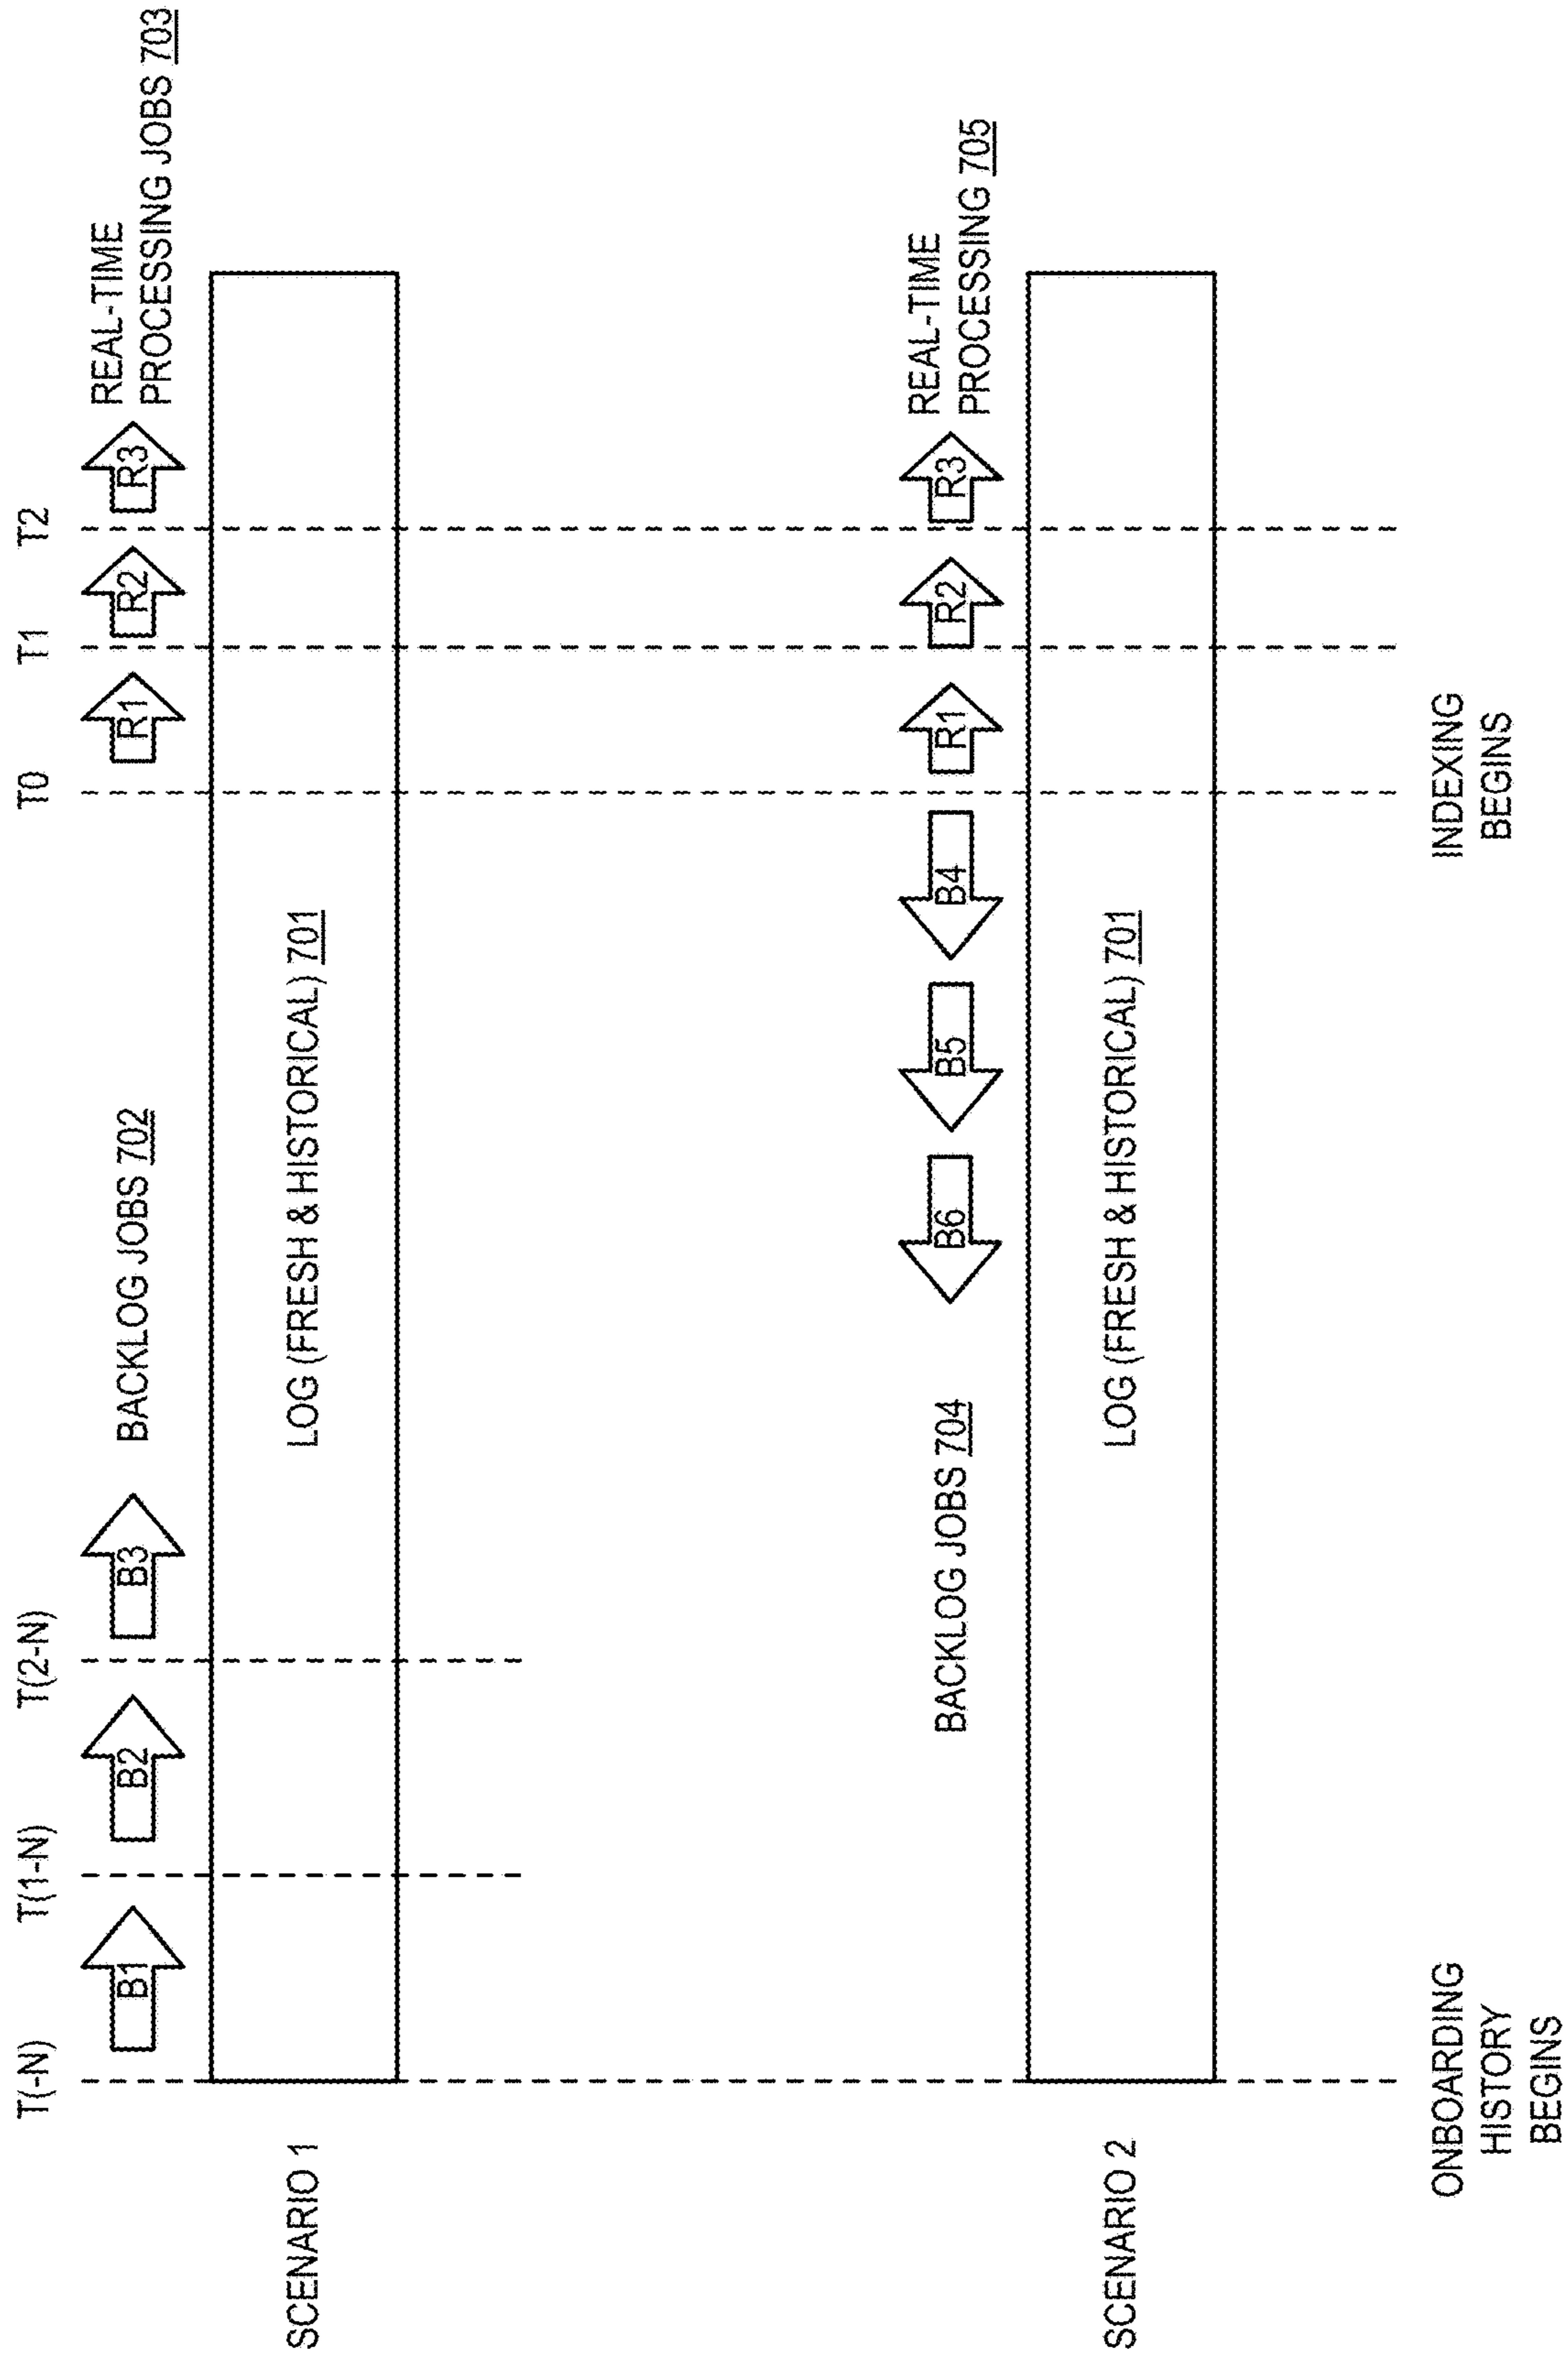 T(-N)
T(1-N)
T(2-N)
T0
T1
T2
B1
B2
B3
BACKLOG JOBS 702
R1
R2
R3
REAL-TIME
PROCESSING JOBS 703
SCENARIO 1
LOG (FRESH & HISTORICAL) 701
BACKLOG JOBS 704
B6
B5
B4
R1
R2
R3
REAL-TIME
PROCESSING 705
SCENARIO 2
LOG (FRESH & HISTORICAL) 701
ONBOARDING
HISTORY
BEGINS
INDEXING
BEGINS